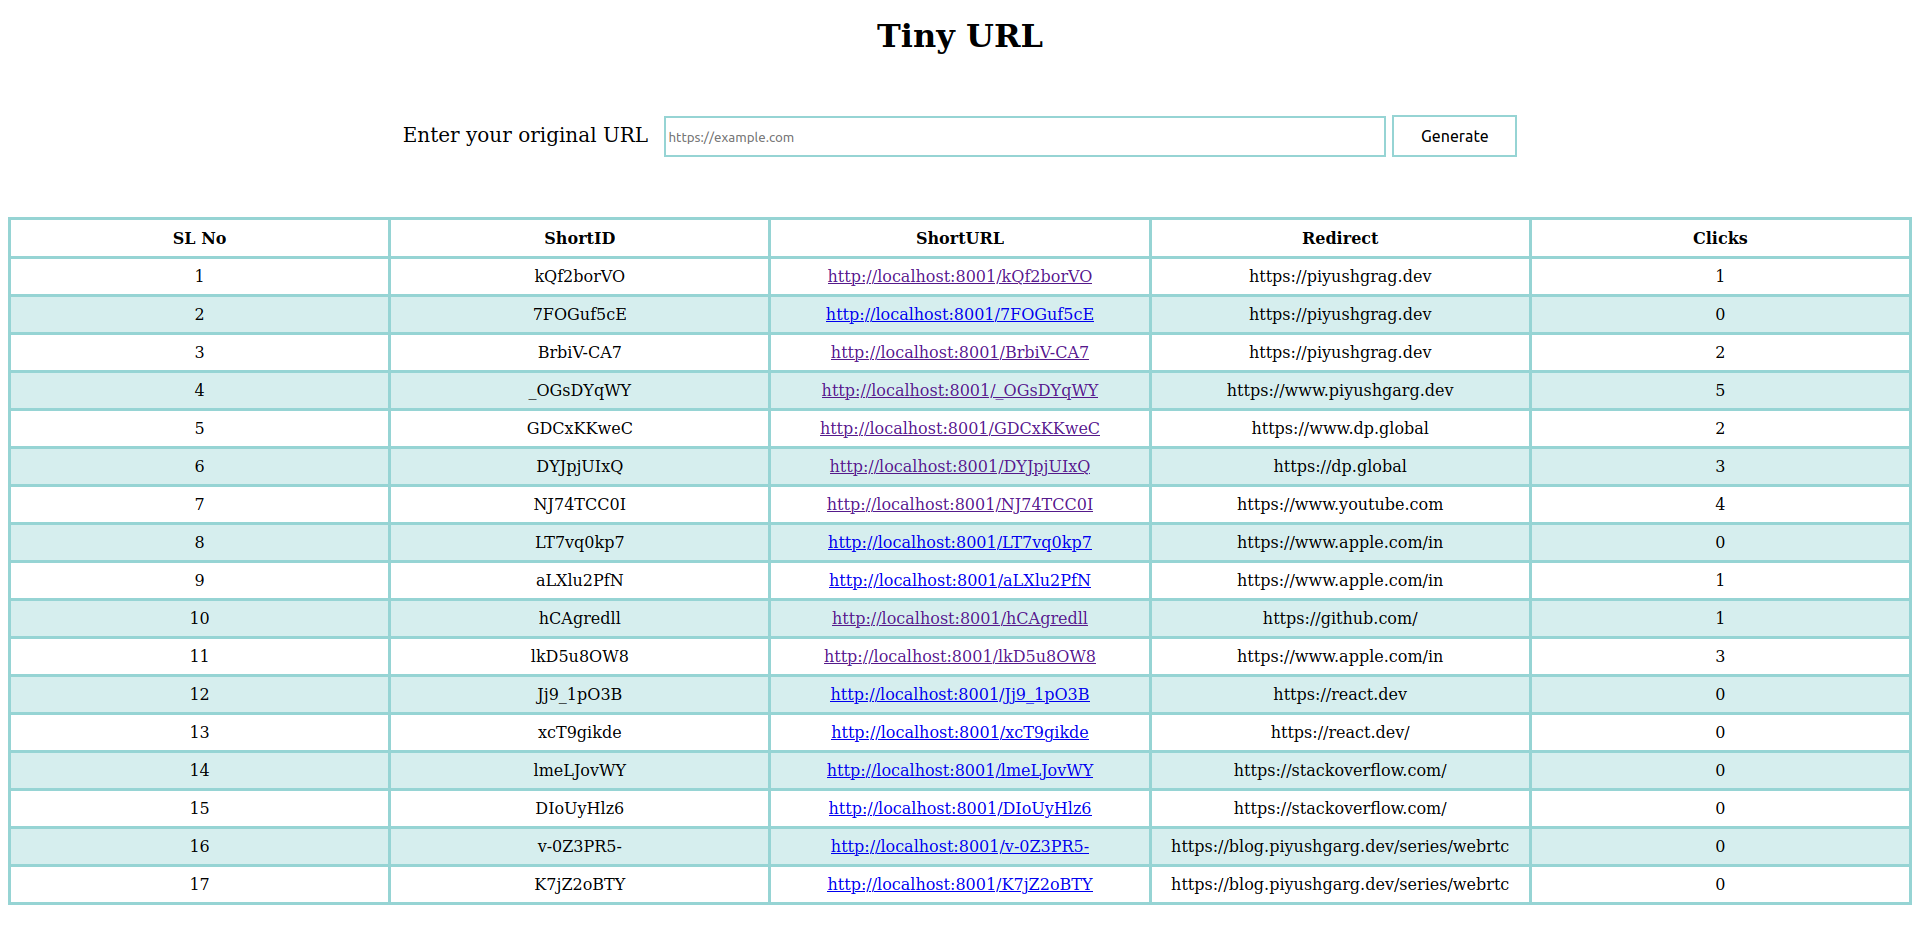 Tiny URL
Enter your original URL https://example.com Generate
SL No ShortID ShortURL Redirect Clicks
1 kQf2borVO http://localhost:8001/kQf2borVO https://piyushgrag.dev 1
2 7FOGuf5cE http://localhost:8001/7FOGuf5cE https://piyushgrag.dev 0
3 BrbiV-CA7 http://localhost:8001/BrbiV-CA7 https://piyushgrag.dev 2
4 _OGsDYqWY http://localhost:8001/_OGsDYqWY https://www.piyushgarg.dev 5
5 GDCxKKweC http://localhost:8001/GDCxKKweC https://www.dp.global 2
6 DYJpjUIxQ http://localhost:8001/DYJpjUIxQ https://dp.global 3
7 NJ74TCC0I http://localhost:8001/NJ74TCC0I https://www.youtube.com 4
8 LT7vq0kp7 http://localhost:8001/LT7vq0kp7 https://www.apple.com/in 0
9 aLXlu2PfN http://localhost:8001/aLXlu2PfN https://www.apple.com/in 1
10 hCAgredll http://localhost:8001/hCAgredll https://github.com/ 1
11 lkD5u8OW8 http://localhost:8001/lkD5u8OW8 https://www.apple.com/in 3
12 Jj9_1pO3B http://localhost:8001/Jj9_1pO3B https://react.dev 0
13 xcT9gikde http://localhost:8001/xcT9gikde https://react.dev/ 0
14 lmeLJovWY http://localhost:8001/lmeLJovWY https://stackoverflow.com/ 0
15 DIoUyHlz6 http://localhost:8001/DIoUyHlz6 https://stackoverflow.com/ 0
16 v-0Z3PR5- http://localhost:8001/v-0Z3PR5- https://blog.piyushgarg.dev/series/webrtc 0
17 K7jZ2oBTY http://localhost:8001/K7jZ2oBTY https://blog.piyushgarg.dev/series/webrtc 0